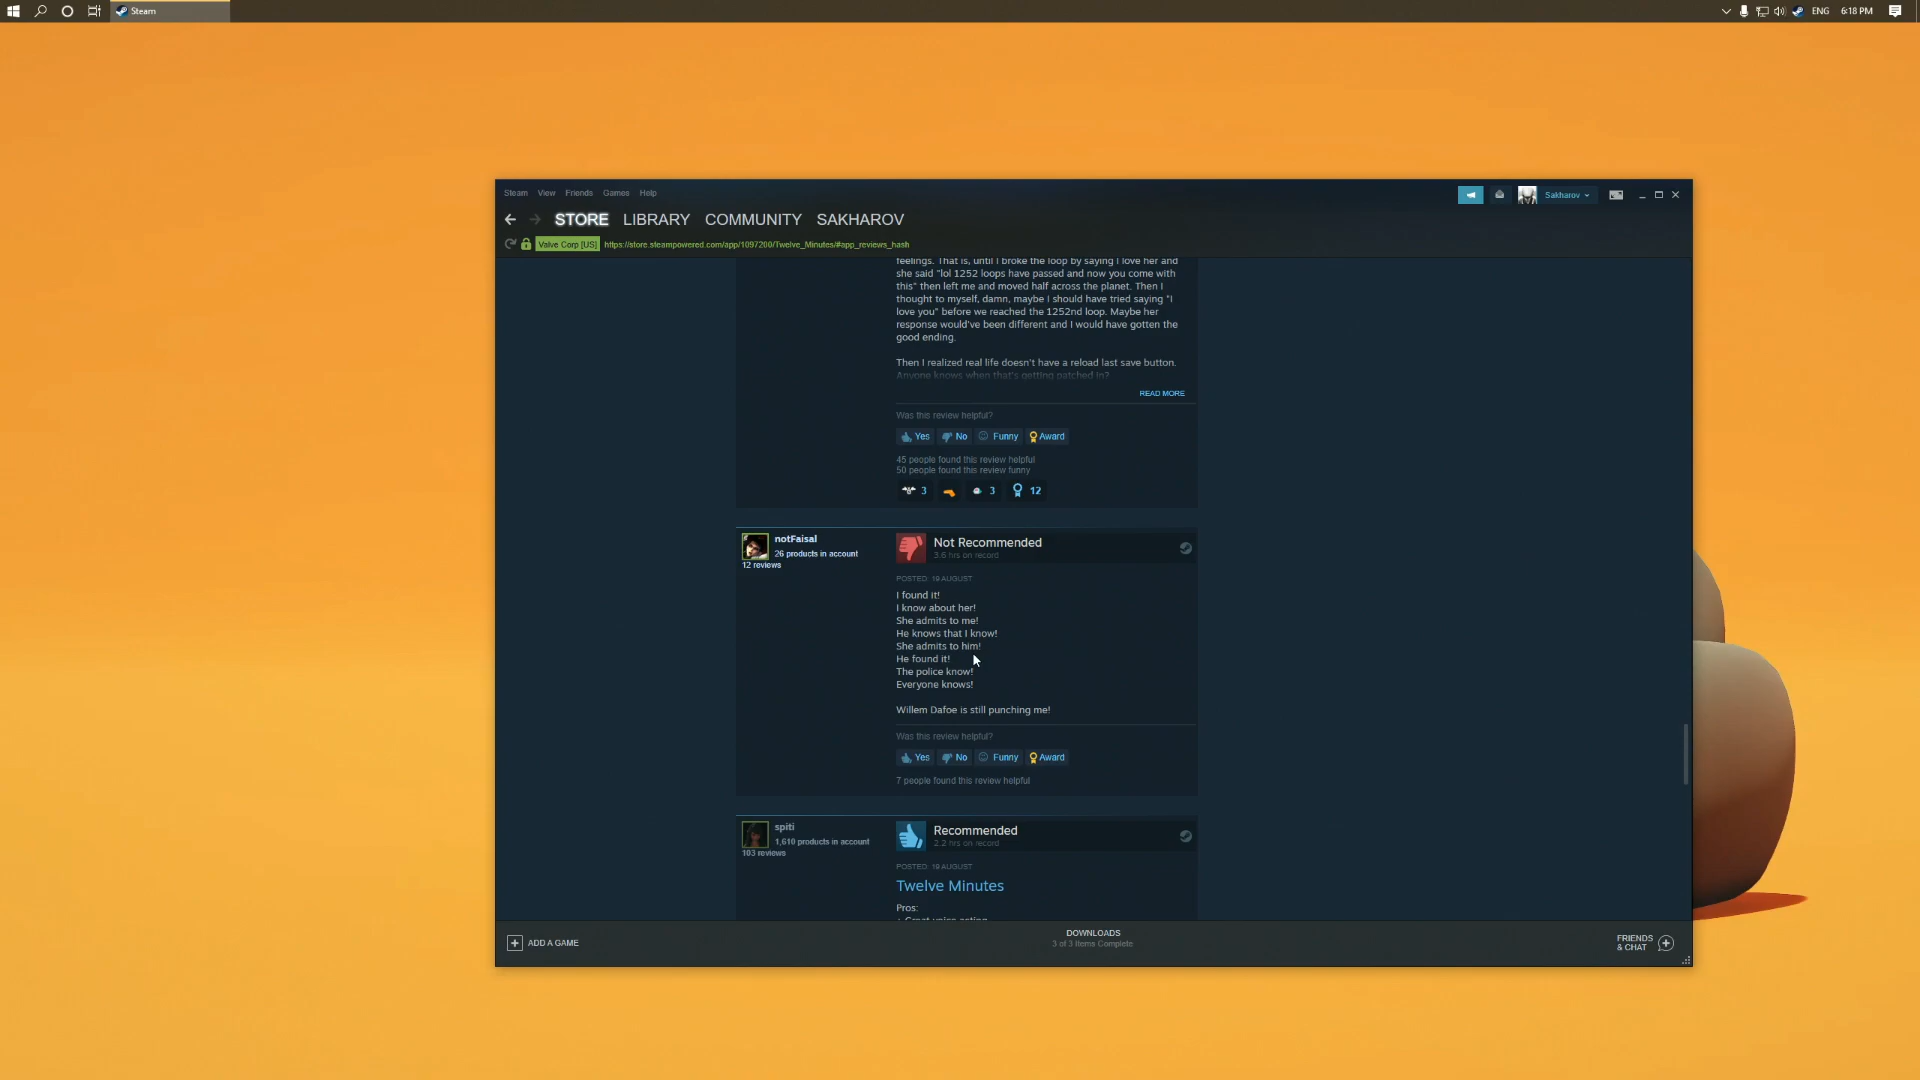 Steam
ENG
6:18 PM
Steam View Friends Games Help
Sakharov
STORE LIBRARY COMMUNITY SAKHAROV
Valve Corp [US] https://store.steampowered.com/app/1097200/Twelve_Minutes/#app_reviews_hash
feelings. That is, until I broke the loop by saying I love her and
she said "lol 1252 loops have passed and now you come with
this" then left me and moved half across the planet. Then I
thought to myself, damn, maybe I should have tried saying "I
love you" before we reached the 1252nd loop. Maybe her
response would've been different and I would have gotten the
good ending.
Then I realized real life doesn't have a reload last save button.
Anyone knows when that's getting patched in?
READ MORE
Was this review helpful?
Yes No Funny Award
45 people found this review helpful
50 people found this review funny
3 3 12
notFaisal
26 products in account
12 reviews
Not Recommended
3.6 hrs on record
POSTED: 19 AUGUST
I found it!
I know about her!
She admits to me!
He knows that I know!
She admits to him!
He found it!
The police know!
Everyone knows!
Willem Dafoe is still punching me!
Was this review helpful?
Yes No Funny Award
7 people found this review helpful
spiti
1,610 products in account
103 reviews
Recommended
2.2 hrs on record
POSTED: 19 AUGUST
Twelve Minutes
Pros:
+ Great voice acting
ADD A GAME
DOWNLOADS
3 of 3 Items Complete
FRIENDS
& CHAT